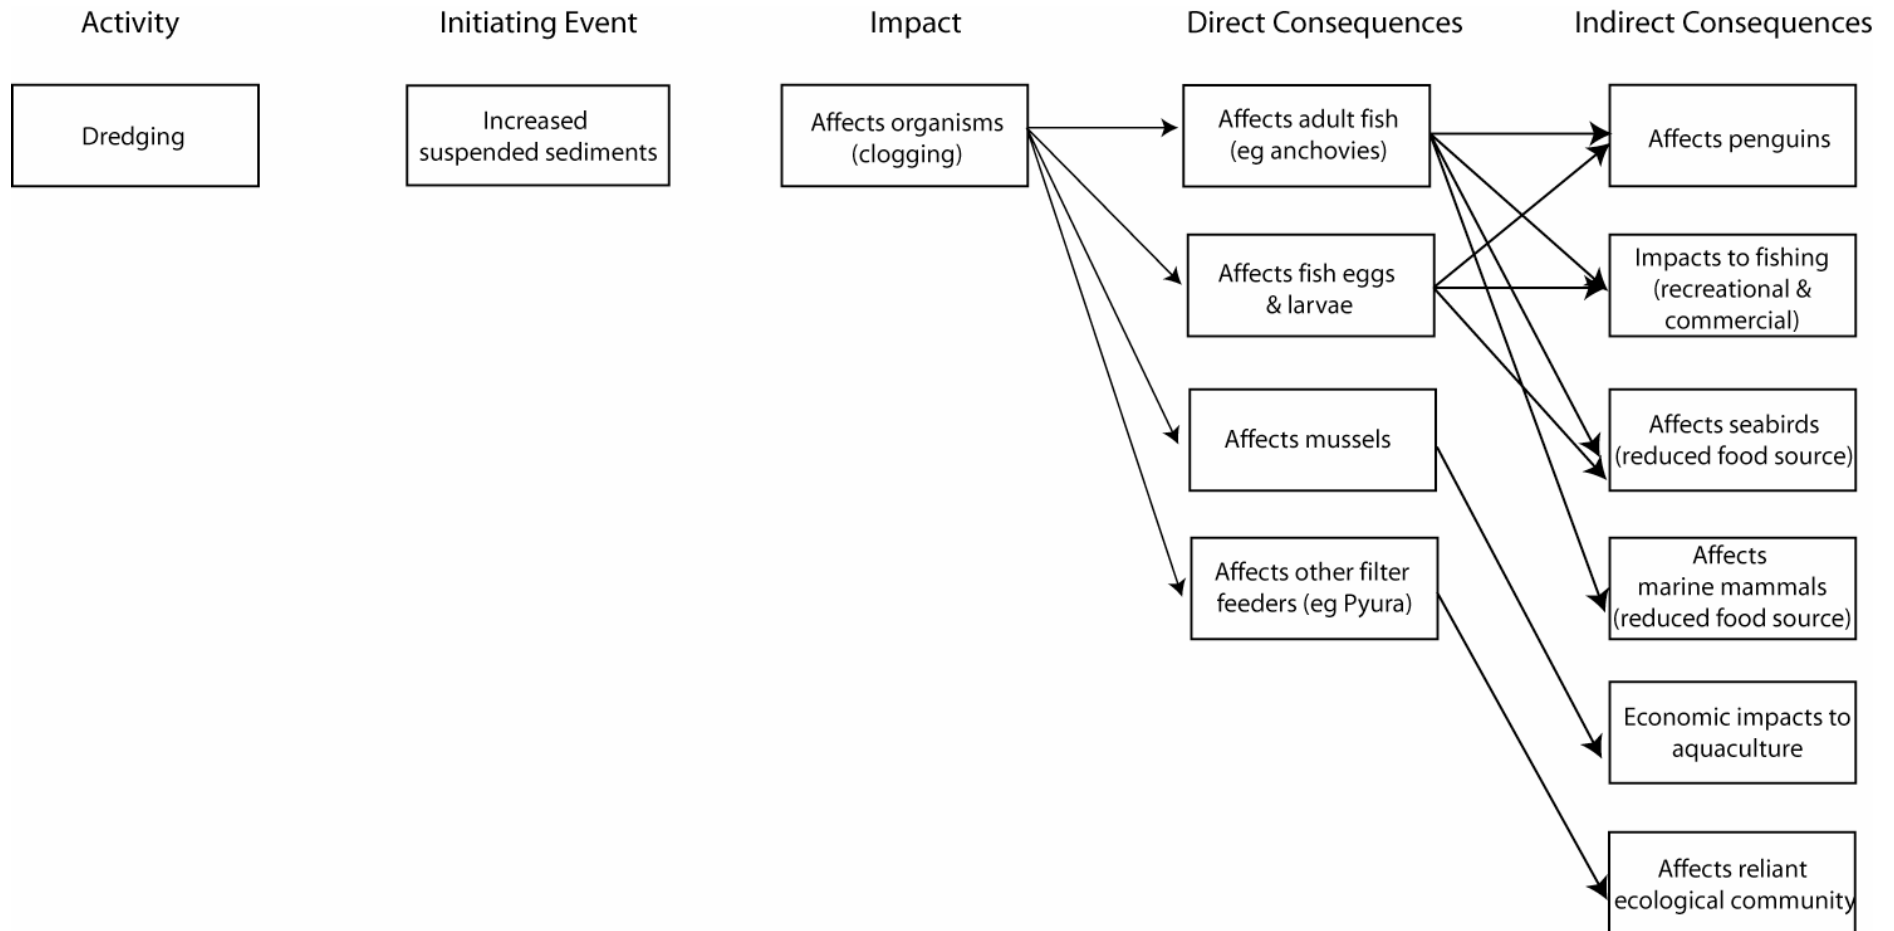 Activity
Initiating Event
Impact
Direct Consequences
Indirect Consequences
Dredging
Increased
suspended sediments
Affects organisms
(clogging)
Affects adult fish
(eg anchovies)
Affects penguins
Affects fish eggs
& larvae
Impacts to fishing
(recreational &
commercial)
Affects mussels
Affects seabirds
(reduced food source)
Affects other filter
feeders (eg Pyura)
Affects
marine mammals
(reduced food source)
Economic impacts to
aquaculture
Affects reliant
ecological community